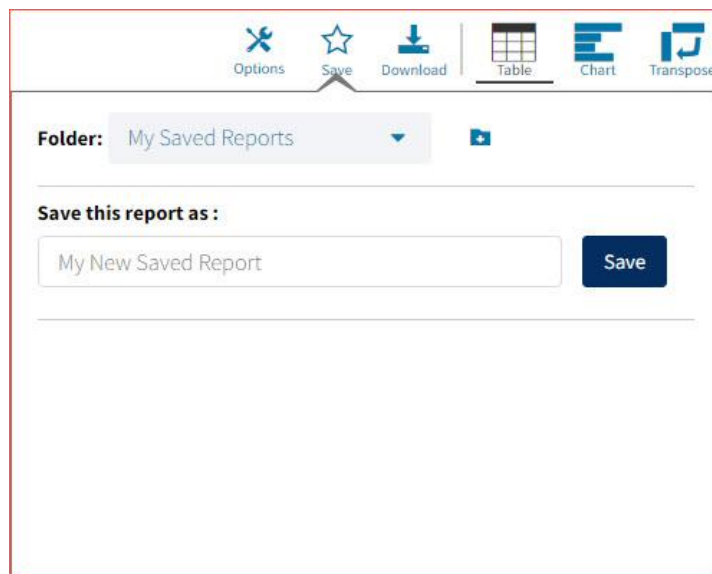 Options Save Download Table Chart Transpose
Folder: My Saved Reports
Save this report as :
My New Saved Report Save